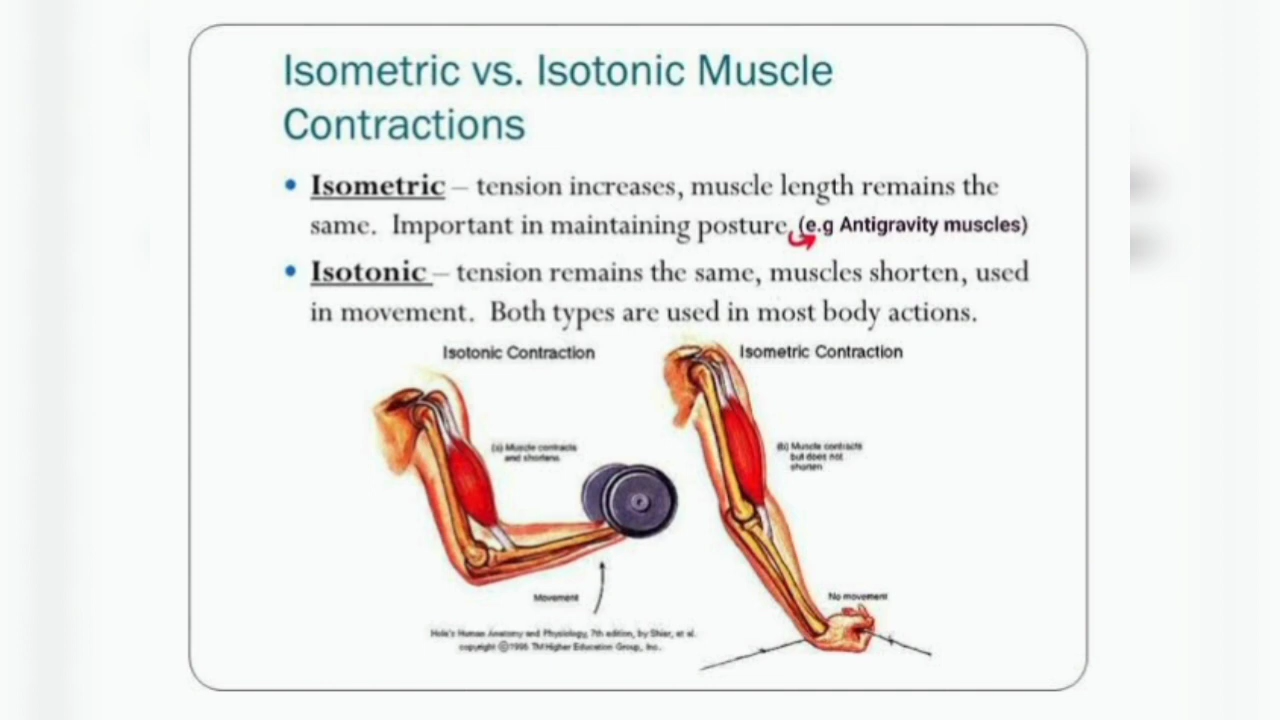 Isometric vs. Isotonic Muscle
Contractions
• Isometric – tension increases, muscle length remains the
same. Important in maintaining posture. (e.g Antigravity muscles)
• Isotonic – tension remains the same, muscles shorten, used
in movement. Both types are used in most body actions.
Isotonic Contraction
Isometric Contraction
(a) Muscle contracts
and shortens
(b) Muscle contracts
but does not
shorten
Movement
No movement
Hole's Human Anatomy and Physiology, 7th edition, by Shier, et al.
copyright ©1996 TM Higher Education Group, Inc.